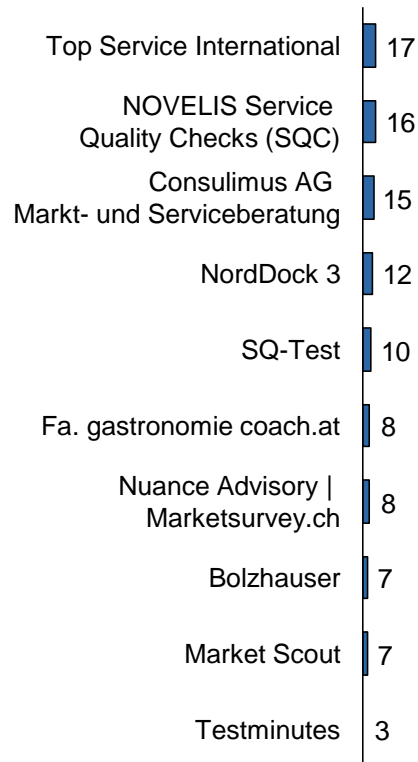 Top Service International 17
NOVELIS Service
Quality Checks (SQC) 16
Consulimus AG
Markt- und Serviceberatung 15
NordDock 3 12
SQ-Test 10
Fa. gastronomie coach.at 8
Nuance Advisory |
Marketsurvey.ch 8
Bolzhauser 7
Market Scout 7
Testminutes 3